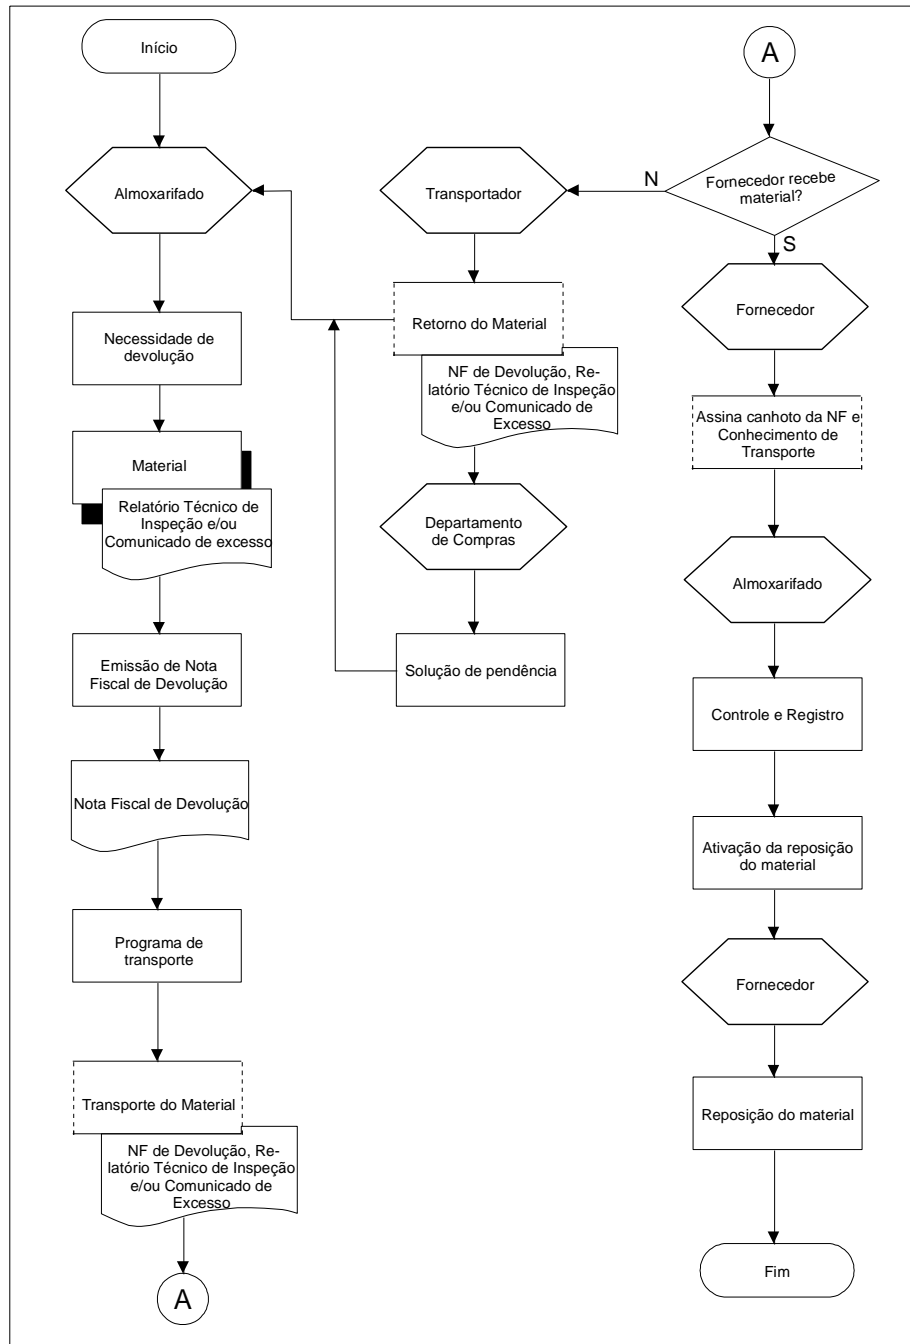 Início
Almoxarifado
Necessidade de
devolução
Material
Relatório Técnico de
Inspeção e/ou
Comunicado de excesso
Emissão de Nota
Fiscal de Devolução
Nota Fiscal de Devolução
Programa de
transporte
Transporte do Material
NF de Devolução, Re-
latório Técnico de Inspeção
e/ou Comunicado de
Excesso
A
Transportador
Retorno do Material
NF de Devolução, Re-
latório Técnico de Inspeção
e/ou Comunicado de
Excesso
Departamento
de Compras
Solução de pendência
A
Fornecedor recebe
material?
N
S
Fornecedor
Assina canhoto da NF e
Conhecimento de
Transporte
Almoxarifado
Controle e Registro
Ativação da reposição
do material
Fornecedor
Reposição do material
Fim